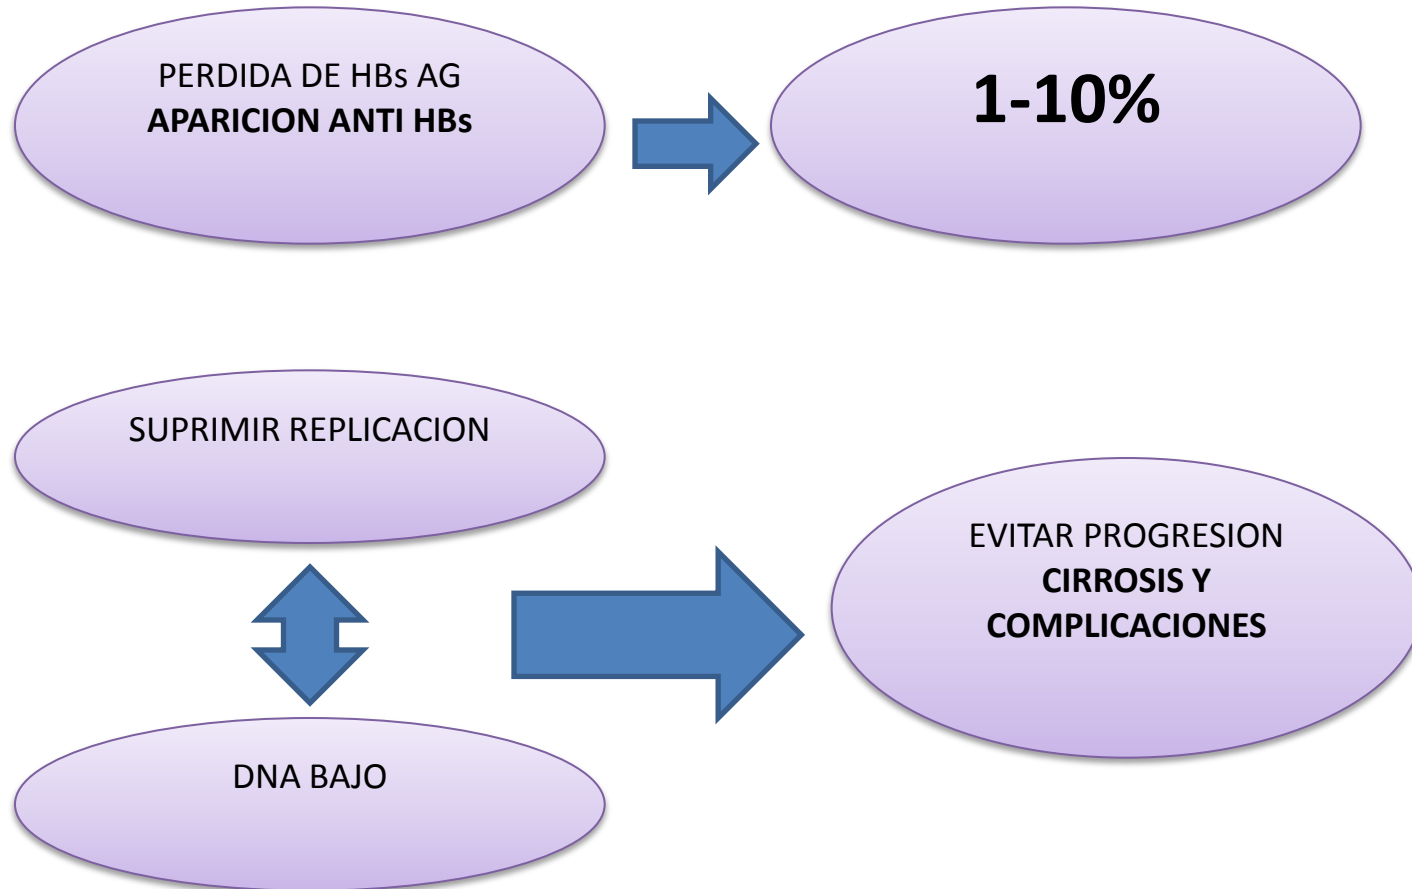 PERDIDA DE HBs AG
APARICION ANTI HBs
1-10%
SUPRIMIR REPLICACION
EVITAR PROGRESION
CIRROSIS Y
COMPLICACIONES
DNA BAJO